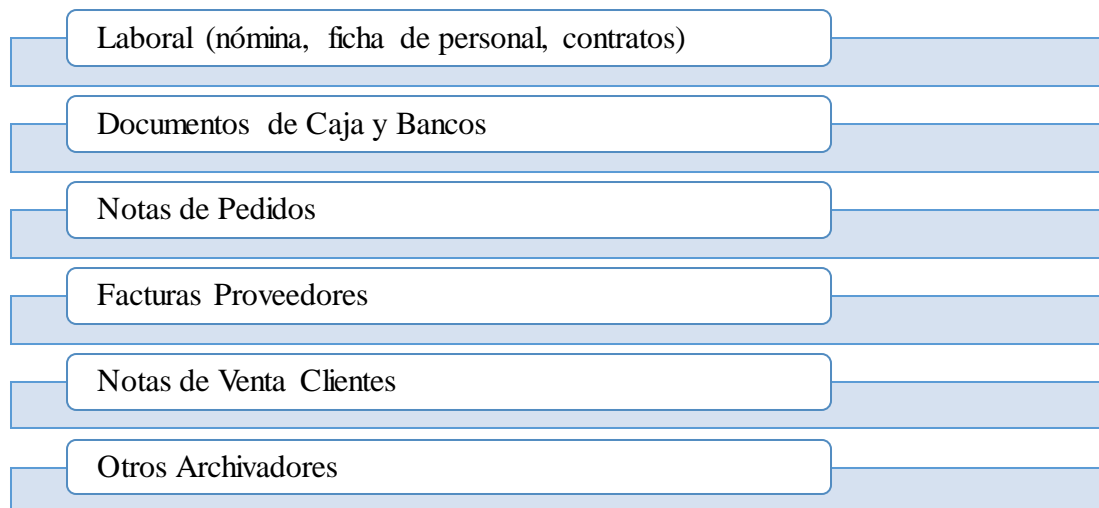 Laboral (nómina, ficha de personal, contratos)
Documentos de Caja y Bancos
Notas de Pedidos
Facturas Proveedores
Notas de Venta Clientes
Otros Archivadores